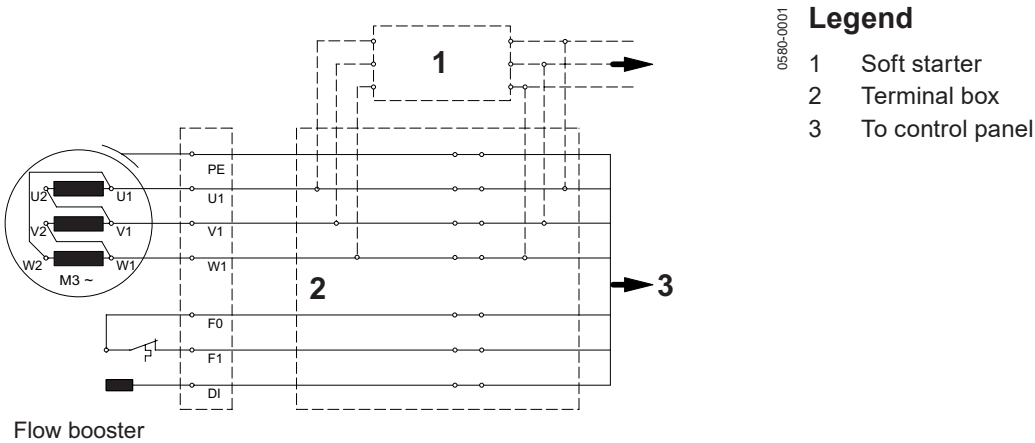 0580-0001
Legend
1 Soft starter
2 Terminal box
3 To control panel
1
PE
U2 U1 U1
V2 V1 V1
W2 W1 W1
M3 ~
2
3
F0
F1
DI
Flow booster